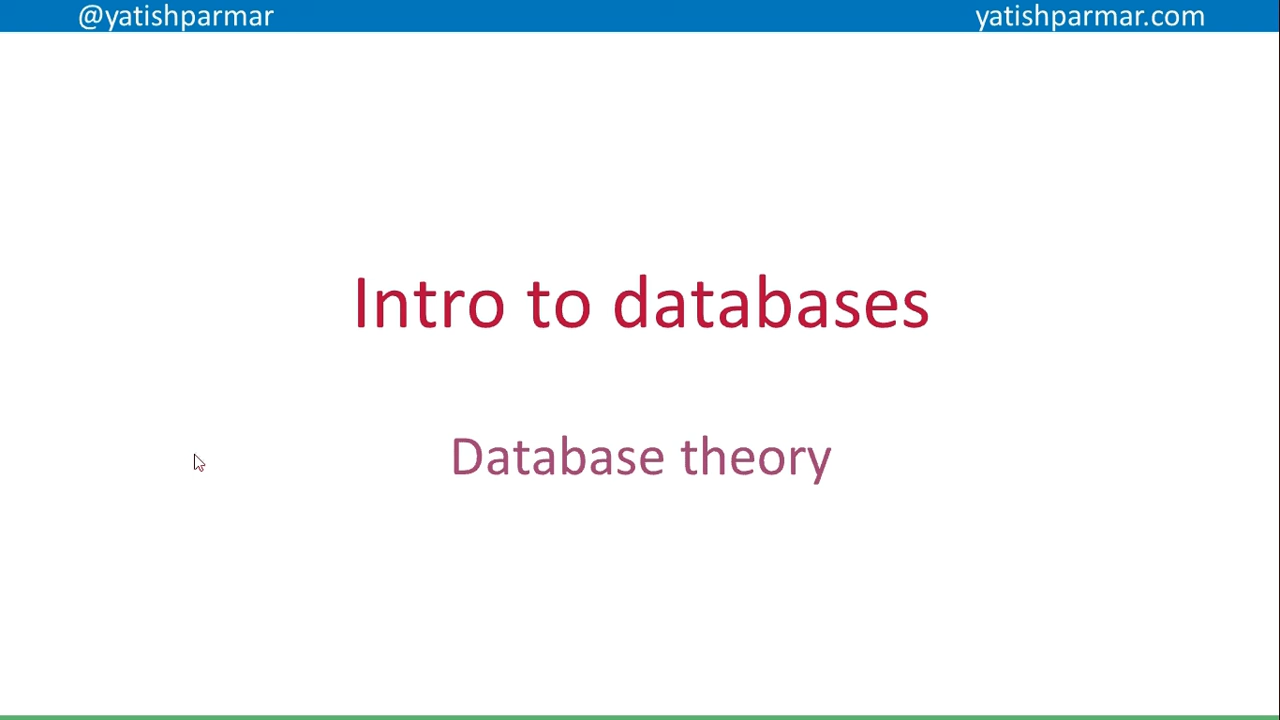 @yatishparmar
yatishparmar.com
Intro to databases
Database theory